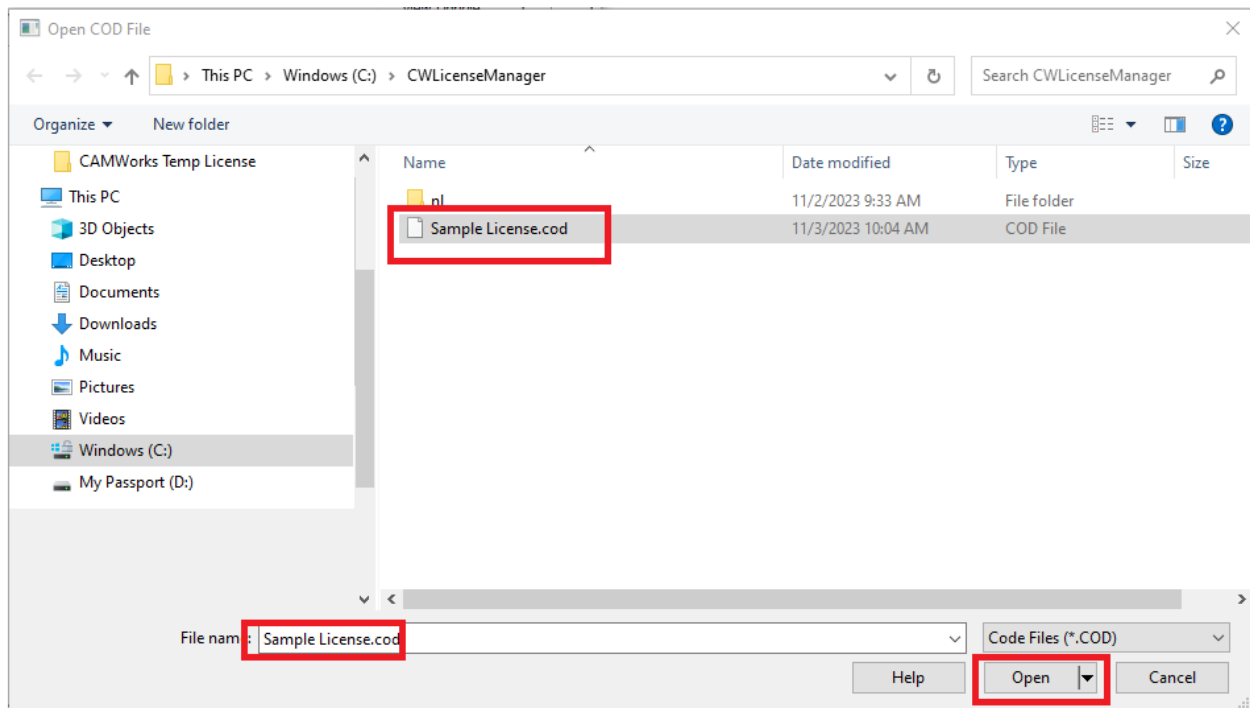 Open COD File
This PC > Windows (C:) > CWLicenseManager
Search CWLicenseManager
Organize
New folder
CAMWorks Temp License
This PC
3D Objects
Desktop
Documents
Downloads
Music
Pictures
Videos
Windows (C:)
My Passport (D:)
Name
Date modified
Type
Size
nl
11/2/2023 9:33 AM
File folder
Sample License.cod
11/3/2023 10:04 AM
COD File
File name:
Sample License.cod
Code Files (*.COD)
Help
Open
Cancel